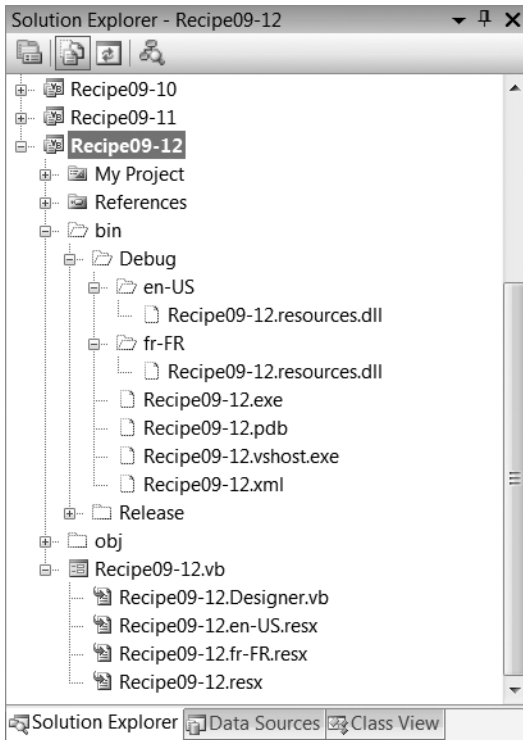 Solution Explorer - Recipe09-12
Recipe09-10
Recipe09-11
Recipe09-12
My Project
References
bin
Debug
en-US
Recipe09-12.resources.dll
fr-FR
Recipe09-12.resources.dll
Recipe09-12.exe
Recipe09-12.pdb
Recipe09-12.vshost.exe
Recipe09-12.xml
Release
obj
Recipe09-12.vb
Recipe09-12.Designer.vb
Recipe09-12.en-US.resx
Recipe09-12.fr-FR.resx
Recipe09-12.resx
Solution Explorer Data Sources Class View